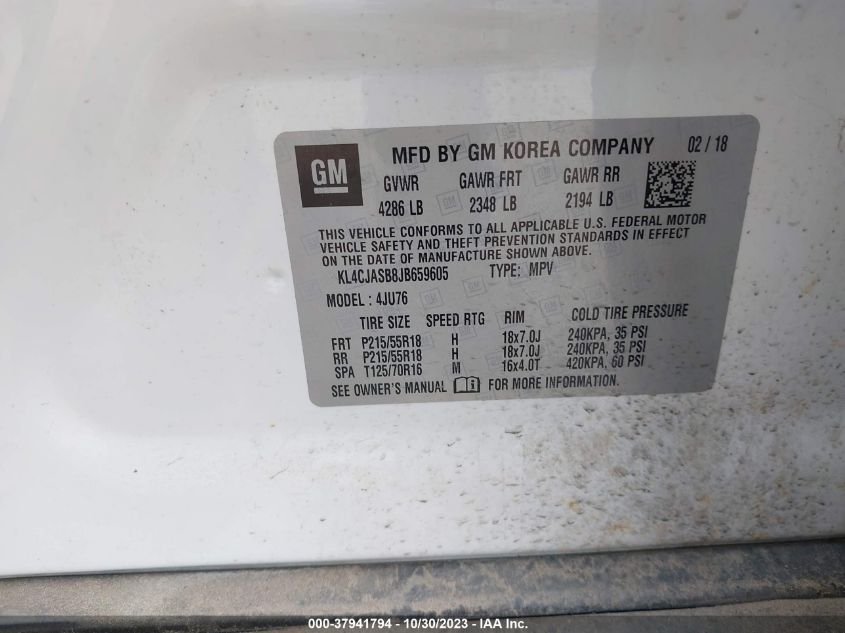 GM
MFD BY GM KOREA COMPANY 02 / 18
GVWR GAWR FRT GAWR RR
4286 LB 2348 LB 2194 LB
THIS VEHICLE CONFORMS TO ALL APPLICABLE U.S. FEDERAL MOTOR
VEHICLE SAFETY AND THEFT PREVENTION STANDARDS IN EFFECT
ON THE DATE OF MANUFACTURE SHOWN ABOVE.
KL4CJASB8JB659605 TYPE: MPV
MODEL : 4JU76
TIRE SIZE SPEED RTG RIM COLD TIRE PRESSURE
FRT P215/55R18 H 18x7.0J 240KPA, 35 PSI
RR P215/55R18 H 18x7.0J 240KPA, 35 PSI
SPA T125/70R16 M 16x4.0T 420KPA, 60 PSI
SEE OWNER'S MANUAL FOR MORE INFORMATION.
000-37941794 - 10/30/2023 - IAA Inc.